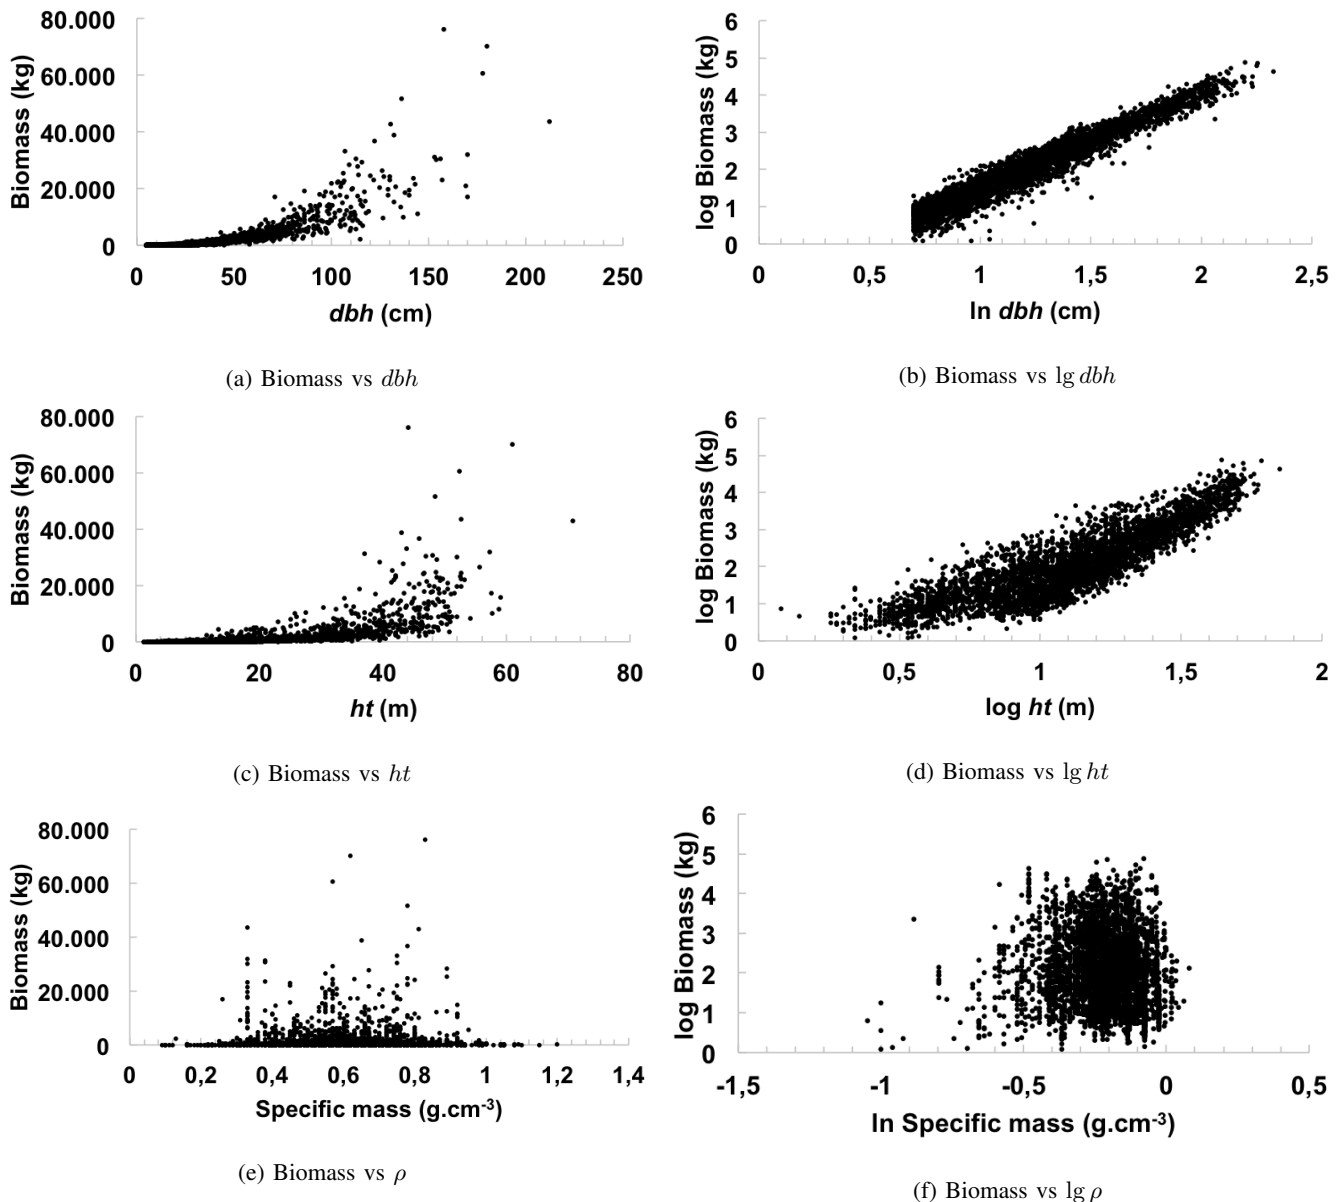 80.000
60.000
40.000
20.000
0
Biomass (kg)
0 50 100 150 200 250
dbh (cm)
(a) Biomass vs dbh
6
5
4
3
2
1
0
log Biomass (kg)
0 0,5 1 1,5 2 2,5
ln dbh (cm)
(b) Biomass vs lg dbh
80.000
60.000
40.000
20.000
0
Biomass (kg)
0 20 40 60 80
ht (m)
(c) Biomass vs ht
6
5
4
3
2
1
0
log Biomass (kg)
0 0,5 1 1,5 2
log ht (m)
(d) Biomass vs lg ht
80.000
60.000
40.000
20.000
0
Biomass (kg)
0 0,2 0,4 0,6 0,8 1 1,2 1,4
Specific mass (g.cm-3)
(e) Biomass vs ρ
6
5
4
3
2
1
0
log Biomass (kg)
-1,5 -1 -0,5 0 0,5
ln Specific mass (g.cm-3)
(f) Biomass vs lg ρ